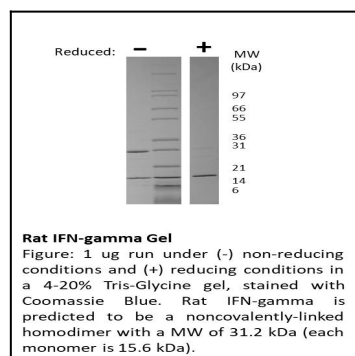 Reduced: – + MW
(kDa)
97
66
55
36
31
21
14
6
Rat IFN-gamma Gel
Figure: 1 ug run under (-) non-reducing
conditions and (+) reducing conditions in
a 4-20% Tris-Glycine gel, stained with
Coomassie Blue. Rat IFN-gamma is
predicted to be a noncovalently-linked
homodimer with a MW of 31.2 kDa (each
monomer is 15.6 kDa).